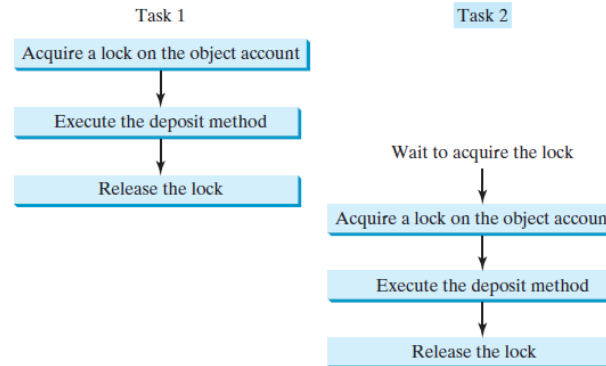 Task 1
Task 2
Acquire a lock on the object account
Execute the deposit method
Release the lock
Wait to acquire the lock
Acquire a lock on the object accoun
Execute the deposit method
Release the lock